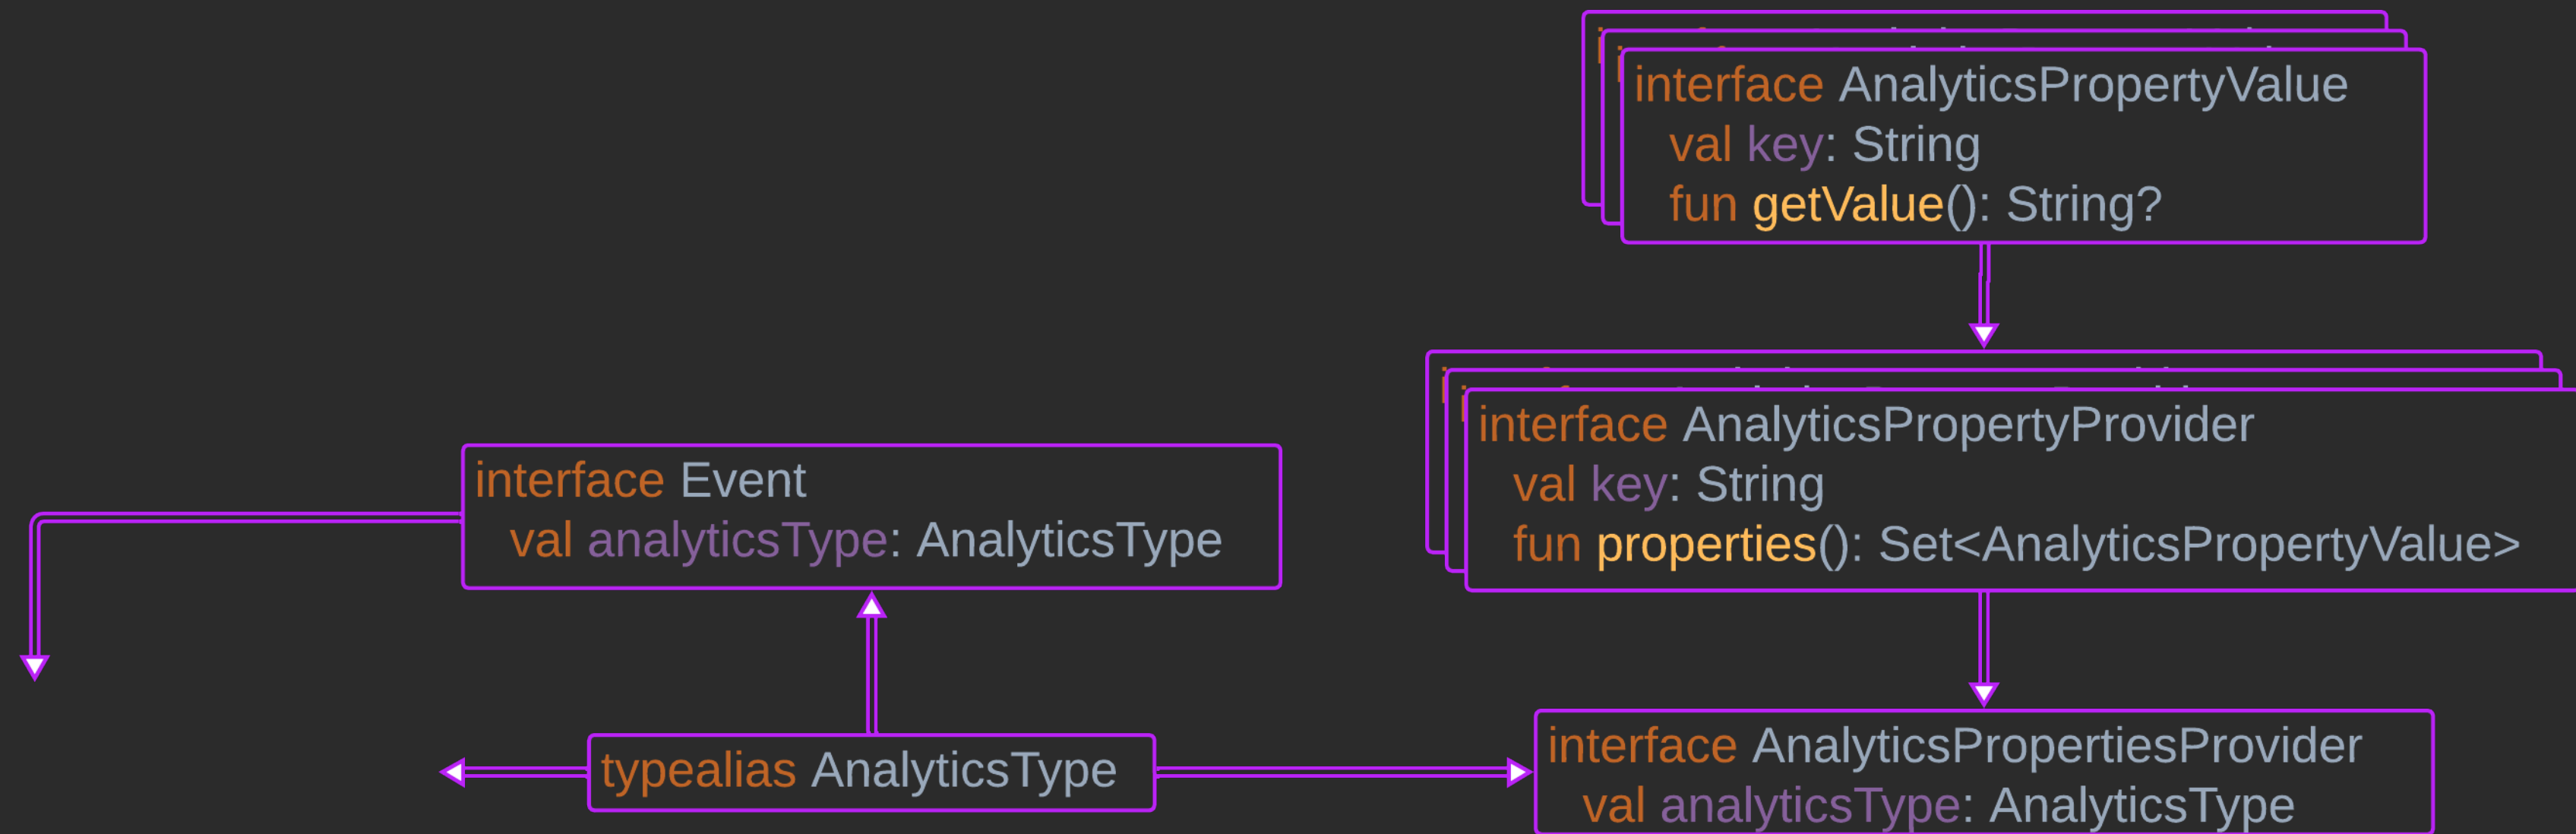 interface AnalyticsPropertyValue
val key: String
fun getValue(): String?
interface AnalyticsPropertyProvider
val key: String
fun properties(): Set<AnalyticsPropertyValue>
interface Event
val analyticsType: AnalyticsType
typealias AnalyticsType
interface AnalyticsPropertiesProvider
val analyticsType: AnalyticsType